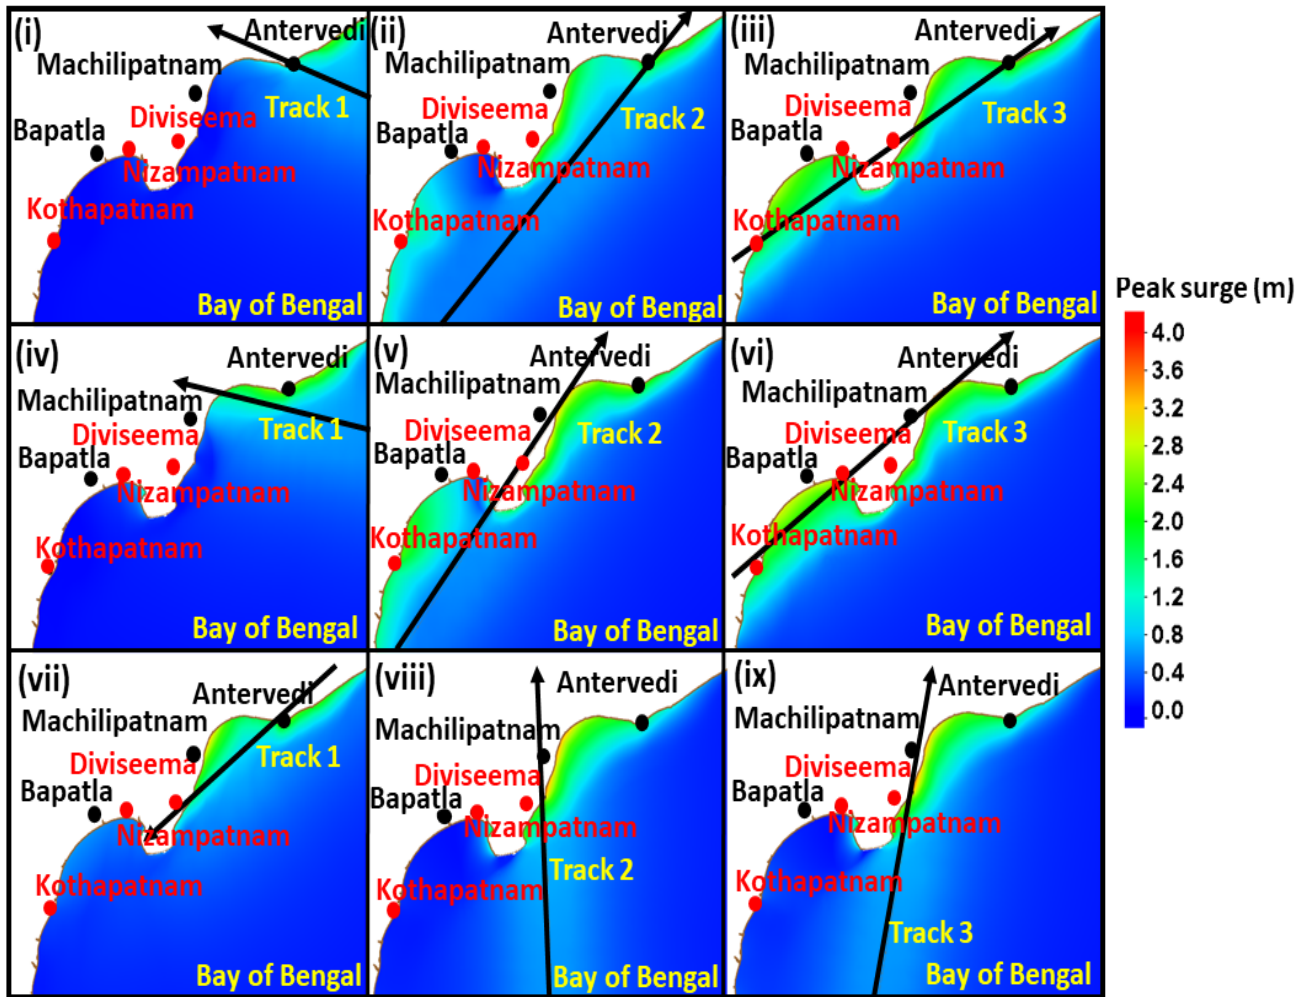 (i)
Antervedi
Machilipatnam
Track 1
Diviseema
Bapatla
Nizampatnam
Kothapatnam
Bay of Bengal
(ii)
Antervedi
Machilipatnam
Diviseema
Track 2
Bapatla
Nizampatnam
Kothapatnam
Bay of Bengal
(iii)
Antervedi
Machilipatnam
Diviseema
Track 3
Bapatla
Nizampatnam
Kothapatnam
Bay of Bengal
(iv)
Antervedi
Machilipatnam
Track 1
Diviseema
Bapatla
Nizampatnam
Kothapatnam
Bay of Bengal
(v)
Antervedi
Machilipatnam
Diviseema
Track 2
Bapatla
Nizampatnam
Kothapatnam
Bay of Bengal
(vi)
Antervedi
Machilipatnam
Diviseema
Track 3
Bapatla
Nizampatnam
Kothapatnam
Bay of Bengal
(vii)
Antervedi
Machilipatnam
Track 1
Diviseema
Bapatla
Nizampatnam
Kothapatnam
Bay of Bengal
(viii)
Antervedi
Machilipatnam
Diviseema
Bapatla
Nizampatnam
Track 2
Kothapatnam
Bay of Bengal
(ix)
Antervedi
Machilipatnam
Diviseema
Bapatla
Nizampatnam
Kothapatnam
Track 3
Bay of Bengal
Peak surge (m)
4.0
3.6
3.2
2.8
2.4
2.0
1.6
1.2
0.8
0.4
0.0